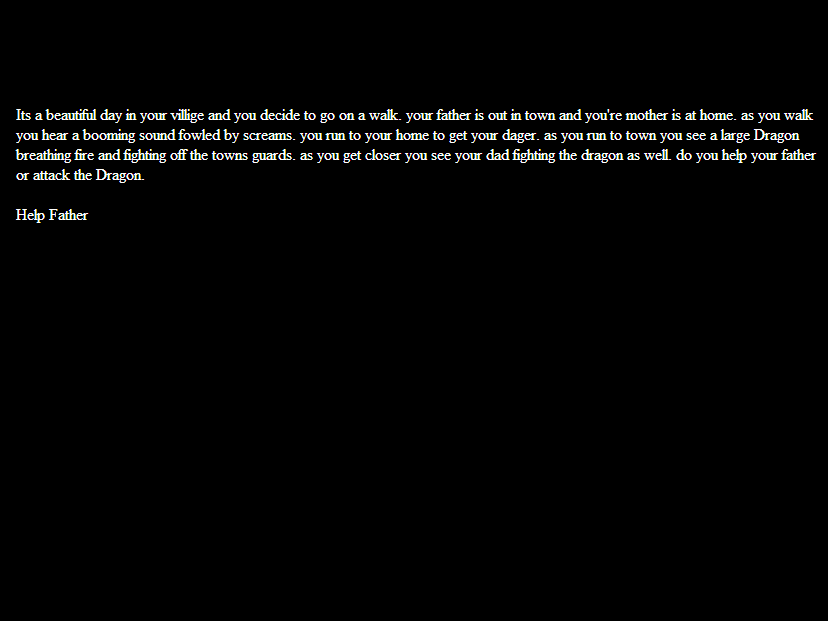 Its a beautiful day in your villige and you decide to go on a walk. your father is out in town and you're mother is at home. as you walk
you hear a booming sound fowled by screams. you run to your home to get your dager. as you run to town you see a large Dragon
breathing fire and fighting off the towns guards. as you get closer you see your dad fighting the dragon as well. do you help your father
or attack the Dragon.
Help Father